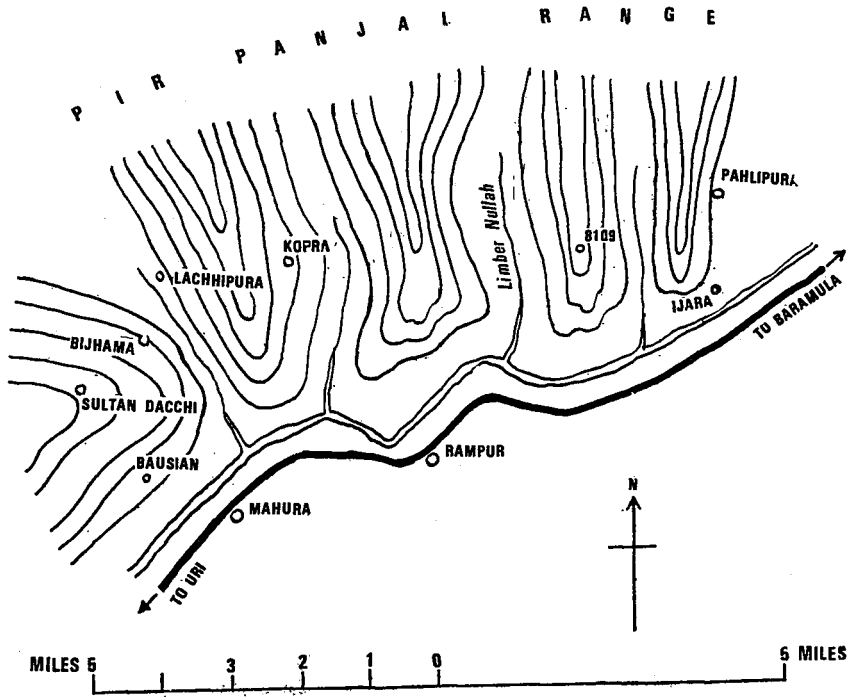 PIR PANJAL RANGE
PAHLIPURA
Limber Nullah
8109
KOPRA
LACHHIPURA
IJARA
TO BARAMULA
BIJHAMA
SULTAN DACCHI
RAMPUR
BAUSIAN
N
MAHURA
TO URI
MILES 5 3 2 1 0 5 MILES